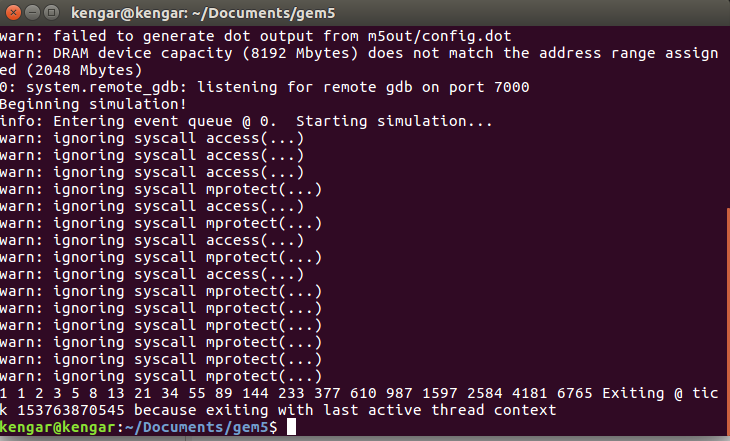 kengar@kengar: ~/Documents/gem5
warn: failed to generate dot output from m5out/config.dot
warn: DRAM device capacity (8192 Mbytes) does not match the address range assign
ed (2048 Mbytes)
0: system.remote_gdb: listening for remote gdb on port 7000
Beginning simulation!
info: Entering event queue @ 0.  Starting simulation...
warn: ignoring syscall access(...)
warn: ignoring syscall access(...)
warn: ignoring syscall access(...)
warn: ignoring syscall mprotect(...)
warn: ignoring syscall access(...)
warn: ignoring syscall mprotect(...)
warn: ignoring syscall access(...)
warn: ignoring syscall mprotect(...)
warn: ignoring syscall access(...)
warn: ignoring syscall mprotect(...)
warn: ignoring syscall mprotect(...)
warn: ignoring syscall mprotect(...)
warn: ignoring syscall mprotect(...)
warn: ignoring syscall mprotect(...)
warn: ignoring syscall mprotect(...)
1 1 2 3 5 8 13 21 34 55 89 144 233 377 610 987 1597 2584 4181 6765 Exiting @ tic
k 153763870545 because exiting with last active thread context
kengar@kengar:~/Documents/gem5$